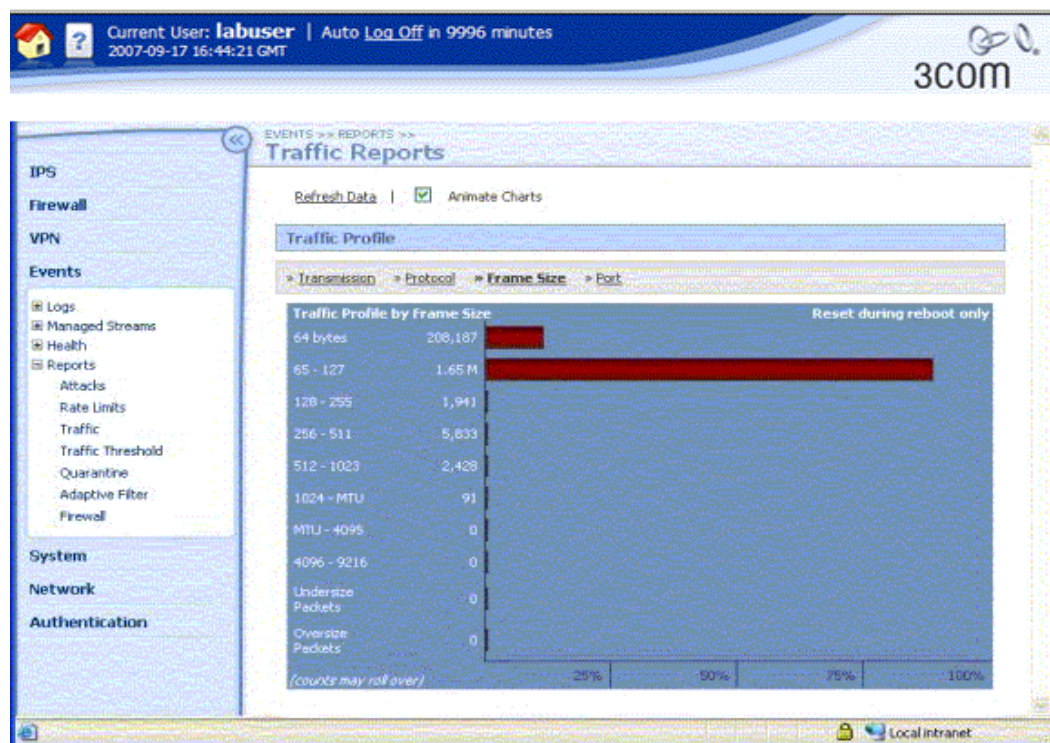 Current User: labuser | Auto Log Off in 9996 minutes
2007-09-17 16:44:21 GMT
3COM
EVENTS >> REPORTS >>
Traffic Reports
IPS
Firewall
VPN
Events
Logs
Managed Streams
Health
Reports
Attacks
Rate Limits
Traffic
Traffic Threshold
Quarantine
Adaptive Filter
Firewall
System
Network
Authentication
Refresh Data | Animate Charts
Traffic Profile
» Transmission » Protocol » Frame Size » Port
Traffic Profile by Frame Size Reset during reboot only
64 bytes 208,187
65 - 127 1.65 M
128 - 255 1,941
256 - 511 5,833
512 - 1023 2,428
1024 - MTU 91
MTU - 4095 0
4096 - 9216 0
Undersize
Packets 0
Oversize
Packets 0
(counts may roll over) 25% 50% 75% 100%
Local intranet